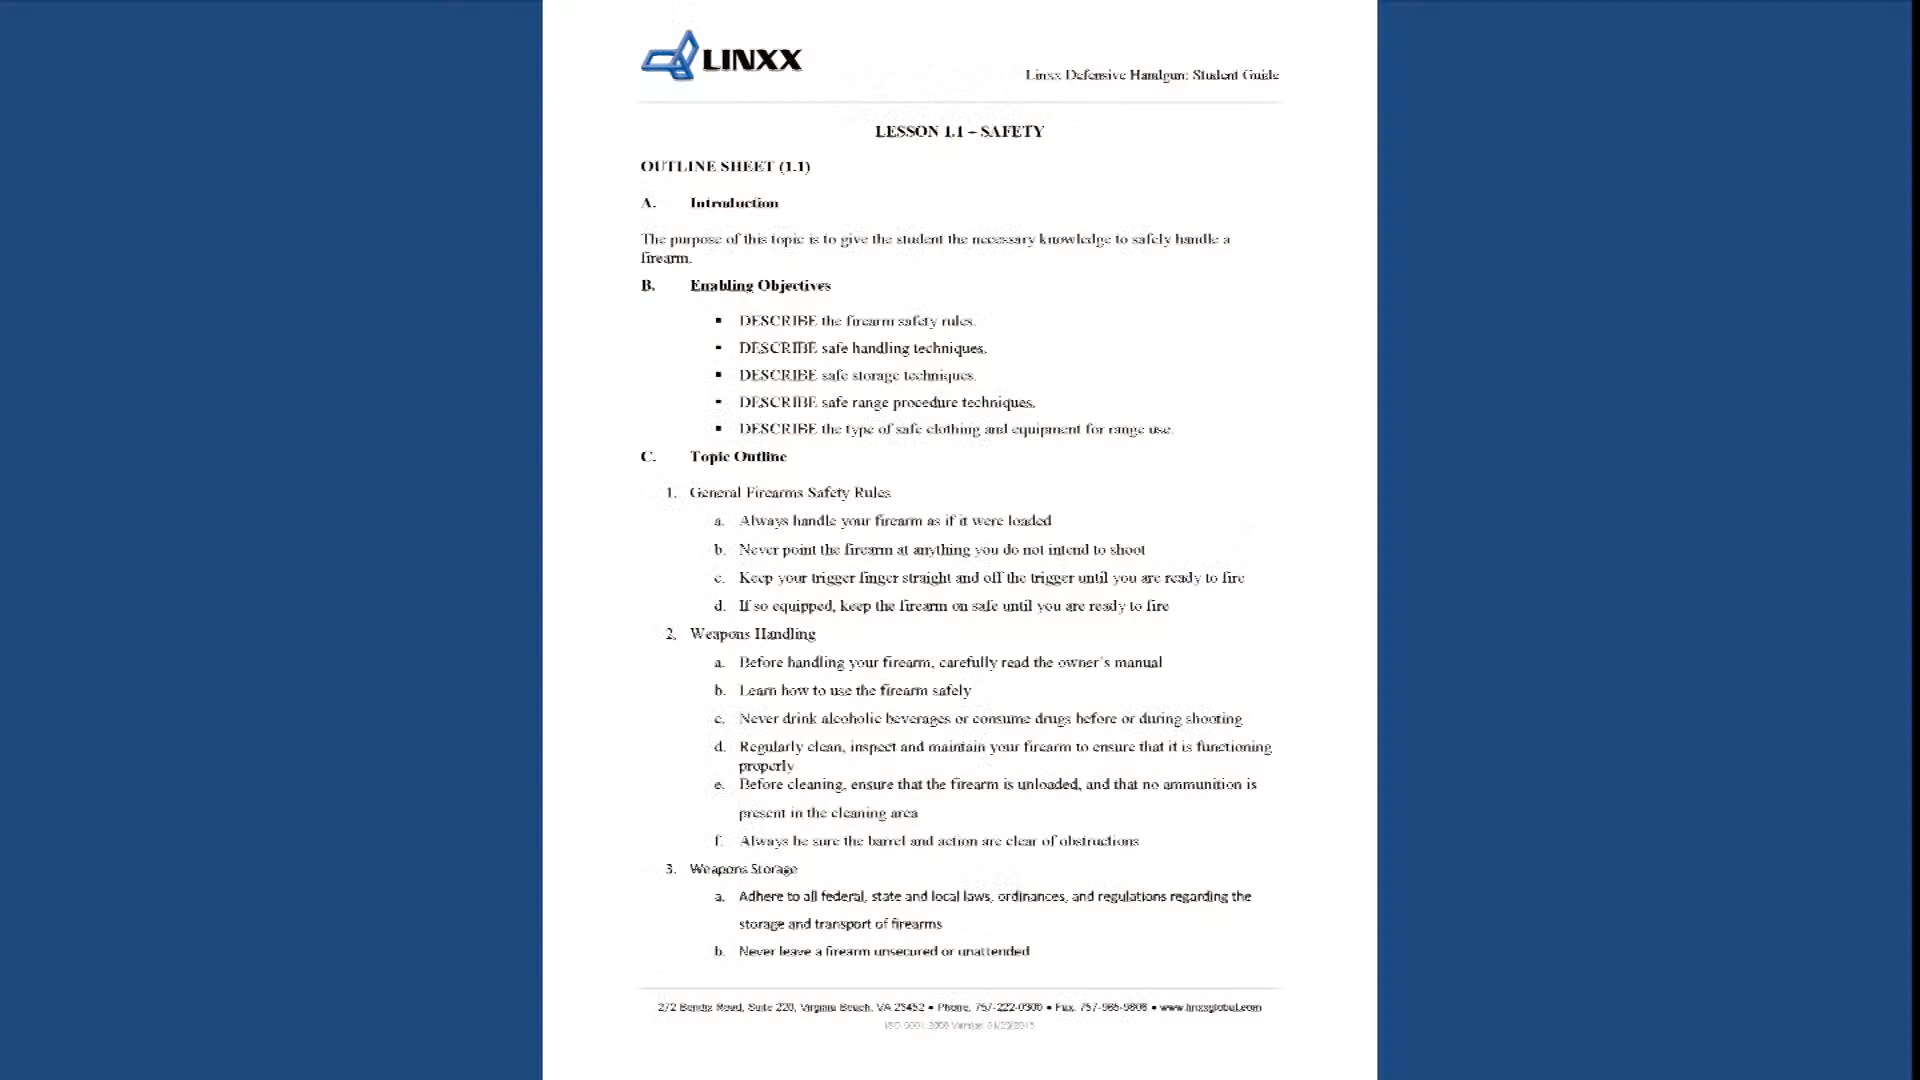 LINXX
Linxx Defensive Handgun: Student Guide
LESSON 1.1 – SAFETY
OUTLINE SHEET (1.1)
A. Introduction
The purpose of this topic is to give the student the necessary knowledge to safely handle a
firearm.
B. Enabling Objectives
▪ DESCRIBE the firearm safety rules.
▪ DESCRIBE safe handling techniques.
▪ DESCRIBE safe storage techniques.
▪ DESCRIBE safe range procedure techniques.
▪ DESCRIBE the type of safe clothing and equipment for range use.
C. Topic Outline
1. General Firearms Safety Rules
a. Always handle your firearm as if it were loaded
b. Never point the firearm at anything you do not intend to shoot
c. Keep your trigger finger straight and off the trigger until you are ready to fire
d. If so equipped, keep the firearm on safe until you are ready to fire
2. Weapons Handling
a. Before handling your firearm, carefully read the owner's manual
b. Learn how to use the firearm safely
c. Never drink alcoholic beverages or consume drugs before or during shooting
d. Regularly clean, inspect and maintain your firearm to ensure that it is functioning
properly
e. Before cleaning, ensure that the firearm is unloaded, and that no ammunition is
present in the cleaning area
f. Always be sure the barrel and action are clear of obstructions
3. Weapons Storage
a. Adhere to all federal, state and local laws, ordinances, and regulations regarding the
storage and transport of firearms
b. Never leave a firearm unsecured or unattended
Road, Suite 220, Virginia Beach, VA 23452 • Phone: • Fax: • www.linxxglobal.com